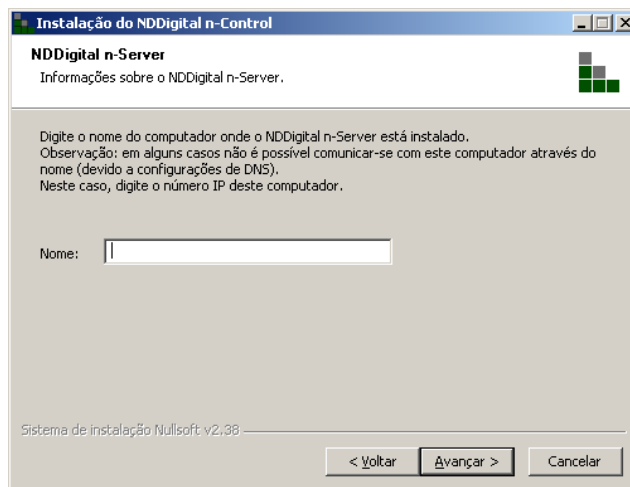 Instalação do NDDigital n-Control
NDDigital n-Server
Informações sobre o NDDigital n-Server.
Digite o nome do computador onde o NDDigital n-Server está instalado.
Observação: em alguns casos não é possível comunicar-se com este computador através do
nome (devido a configurações de DNS).
Neste caso, digite o número IP deste computador.
Nome:
Sistema de instalação Nullsoft v2.38
< Voltar
Avançar >
Cancelar